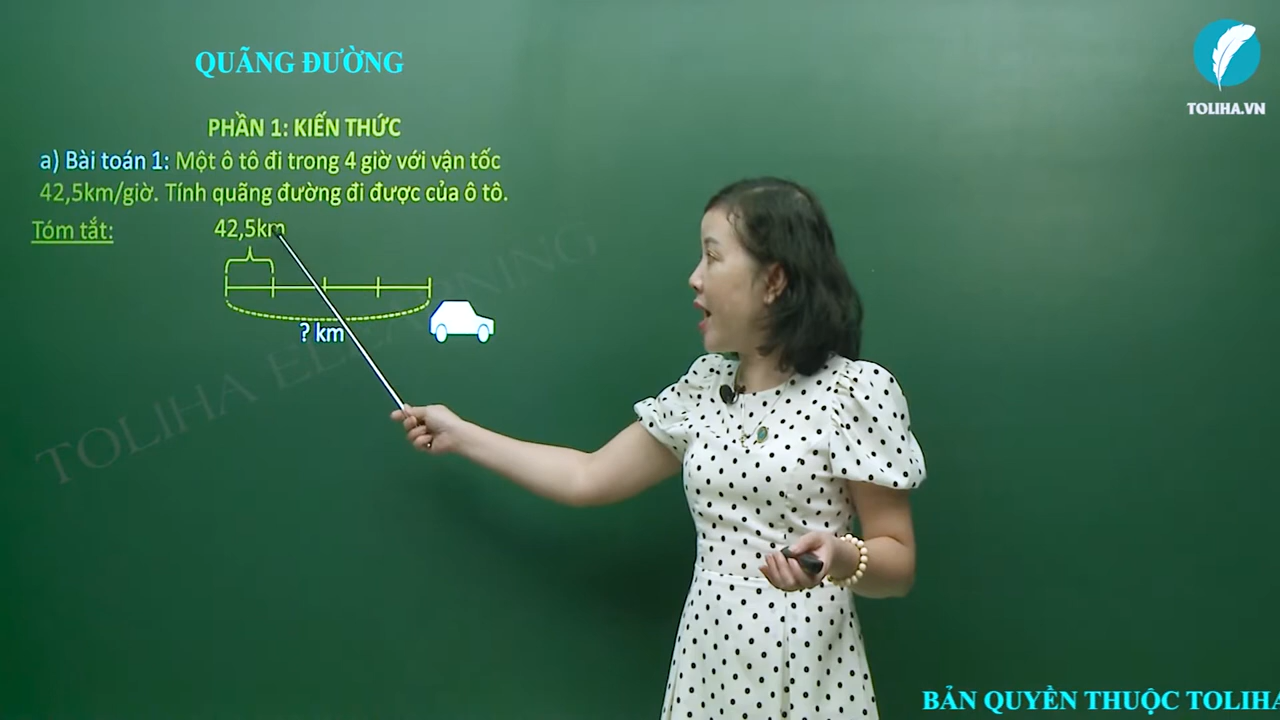 QUÃNG ĐƯỜNG
TOLIHA.VN
PHẦN 1: KIẾN THỨC
a) Bài toán 1: Một ô tô đi trong 4 giờ với vận tốc
42,5km/giờ. Tính quãng đường đi được của ô tô.
Tóm tắt:
42,5km
? km
TOLIHA ELEARNING
BẢN QUYỀN THUỘC TOLIHA